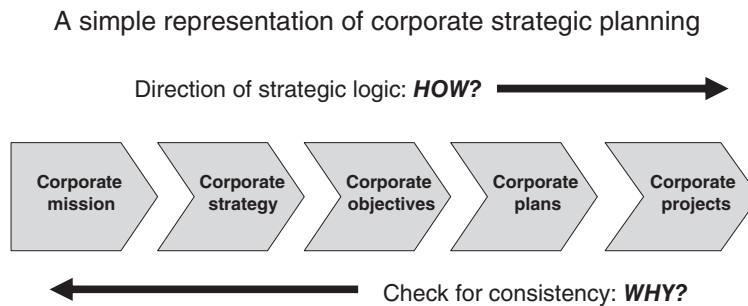 A simple representation of corporate strategic planning
Direction of strategic logic: HOW?
Corporate
mission
Corporate
strategy
Corporate
objectives
Corporate
plans
Corporate
projects
Check for consistency: WHY?